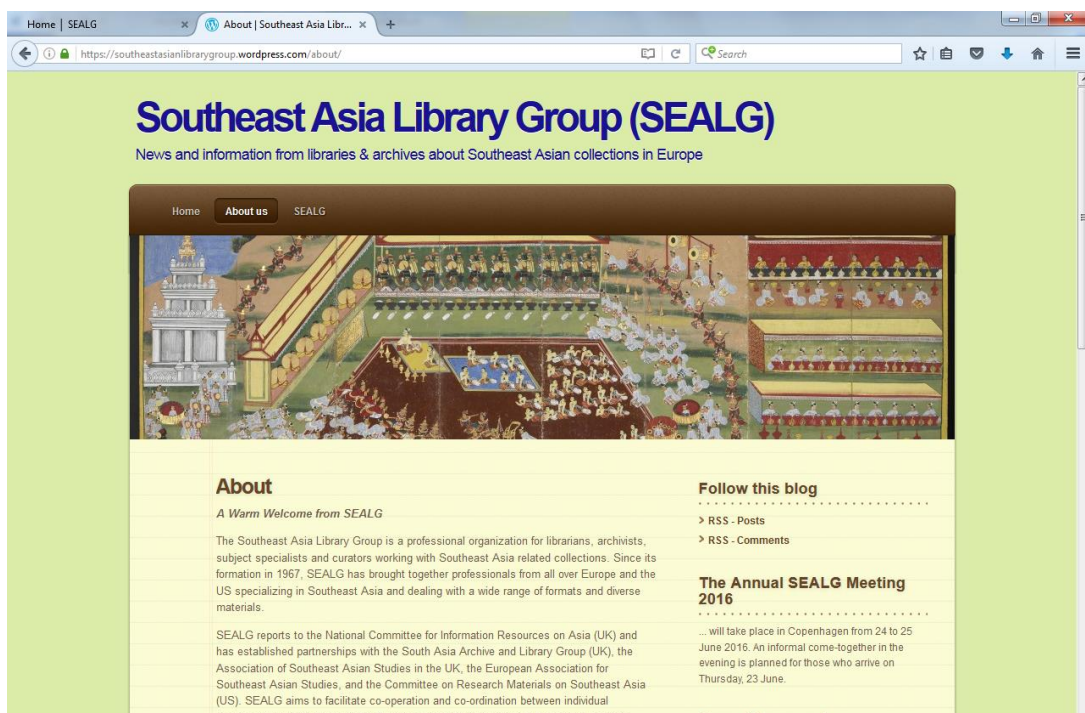 Home | SEALG
About | Southeast Asia Libr...
https://southeastasianlibrarygroup.wordpress.com/about/
Search
Southeast Asia Library Group (SEALG)
News and information from libraries & archives about Southeast Asian collections in Europe
Home
About us
SEALG
About
A Warm Welcome from SEALG
The Southeast Asia Library Group is a professional organization for librarians, archivists,
subject specialists and curators working with Southeast Asia related collections. Since its
formation in 1967, SEALG has brought together professionals from all over Europe and the
US specializing in Southeast Asia and dealing with a wide range of formats and diverse
materials.
SEALG reports to the National Committee for Information Resources on Asia (UK) and
has established partnerships with the South Asia Archive and Library Group (UK), the
Association of Southeast Asian Studies in the UK, the European Association for
Southeast Asian Studies, and the Committee on Research Materials on Southeast Asia
(US). SEALG aims to facilitate co-operation and co-ordination between individual
Follow this blog
RSS - Posts
RSS - Comments
The Annual SEALG Meeting
2016
... will take place in Copenhagen from 24 to 25
June 2016. An informal come-together in the
evening is planned for those who arrive on
Thursday, 23 June.